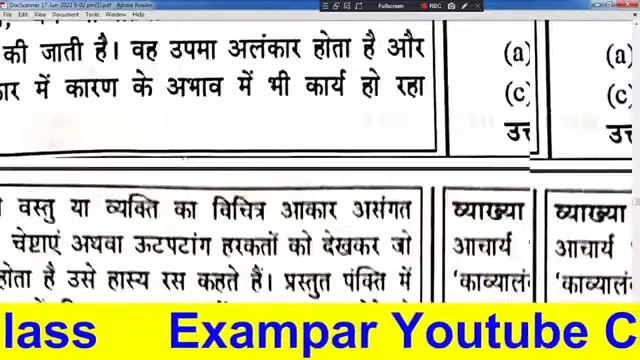 DocScanner 17-Jun-2022 9-02 pm(1).pdf - Adobe Reader
Fullscreen
REC
File Edit View Document Tools Window Help
की जाती है। वह उपमा अलंकार होता है और
कार में कारण के अभाव में भी कार्य हो रहा
(a)
(c)
उत्त
(a)
(c)
उत्त
वस्तु या व्यक्ति का विचित्र आकार असंगत
चेष्टाएं अथवा ऊटपटांग हरकतों को देखकर जो
होता है उसे हास्य रस कहते हैं। प्रस्तुत पंक्ति में
व्याख्या
आचार्य
'काव्यालं
व्याख्या
आचार्य
'काव्यालं
lass Exampar Youtube C